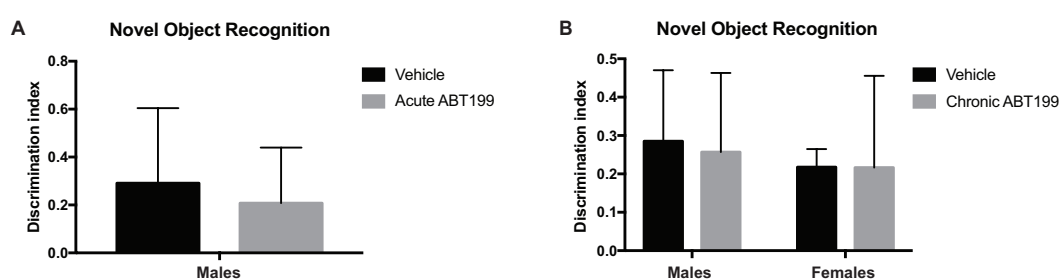 A
Novel Object Recognition
Discrimination index
0.8
0.6
0.4
0.2
0.0
Males
Vehicle
Acute ABT199
B
Novel Object Recognition
Discrimination index
0.5
0.4
0.3
0.2
0.1
0.0
Males Females
Vehicle
Chronic ABT199